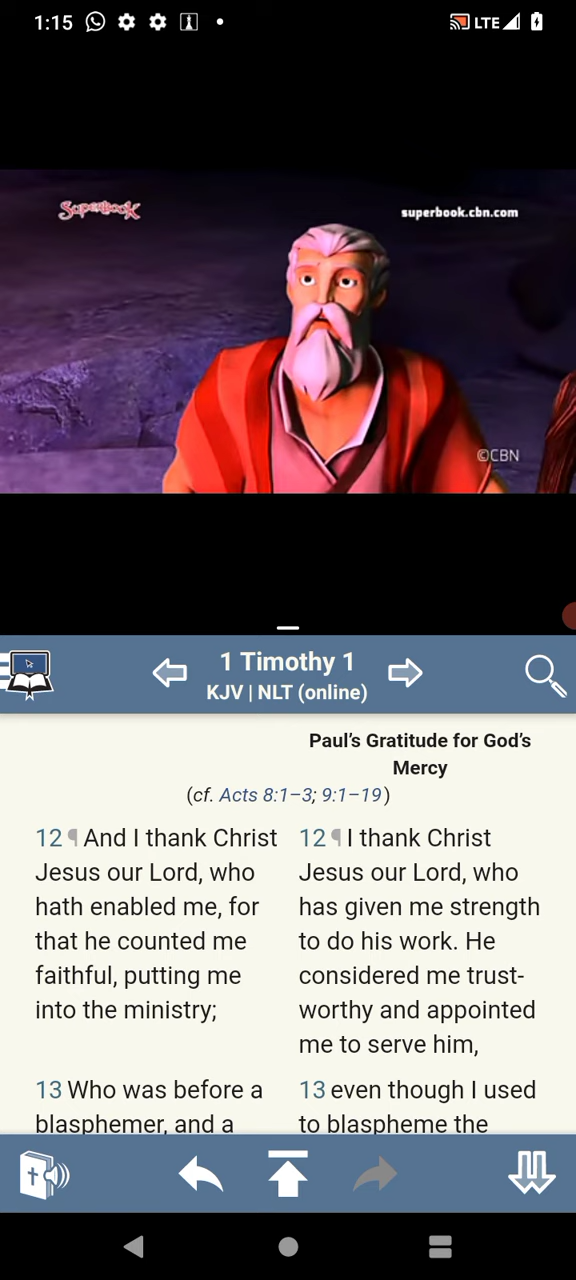 1:15 LTE
SUPERBOOK superbook.cbn.com
©CBN
1 Timothy 1
KJV | NLT (online)
Paul’s Gratitude for God’s
Mercy
(cf. Acts 8:1–3; 9:1–19)
12 ¶ And I thank Christ
Jesus our Lord, who
hath enabled me, for
that he counted me
faithful, putting me
into the ministry;
13 Who was before a
blasphemer, and a
12 ¶ I thank Christ
Jesus our Lord, who
has given me strength
to do his work. He
considered me trust-
worthy and appointed
me to serve him,
13 even though I used
to blaspheme the